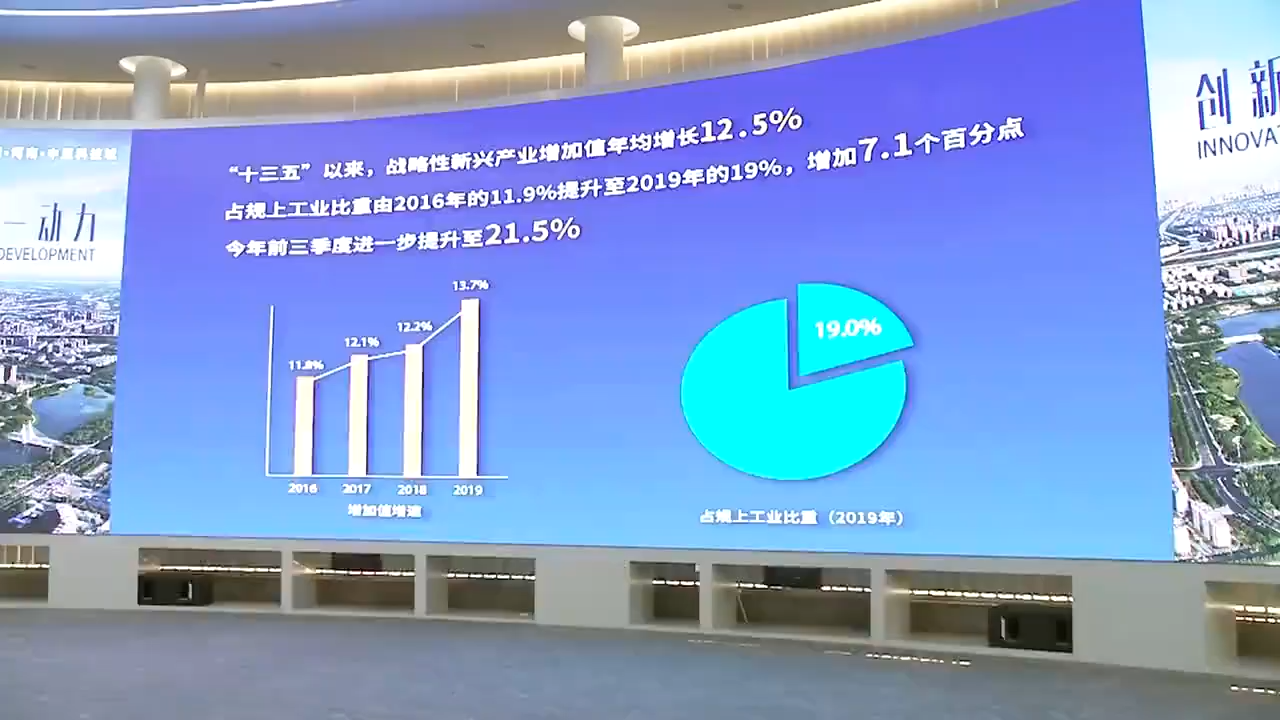 “十三五”以来，战略性新兴产业增加值年均增长12.5%
占规上工业比重由2016年的11.9%提升至2019年的19%，增加7.1个百分点
今年前三季度进一步提升至21.5%
13.7%
12.2%
12.1%
11.8%
2016 2017 2018 2019
增加值增速
19.0%
占规上工业比重（2019年）
一动力
DEVELOPMENT
创新
INNOVA